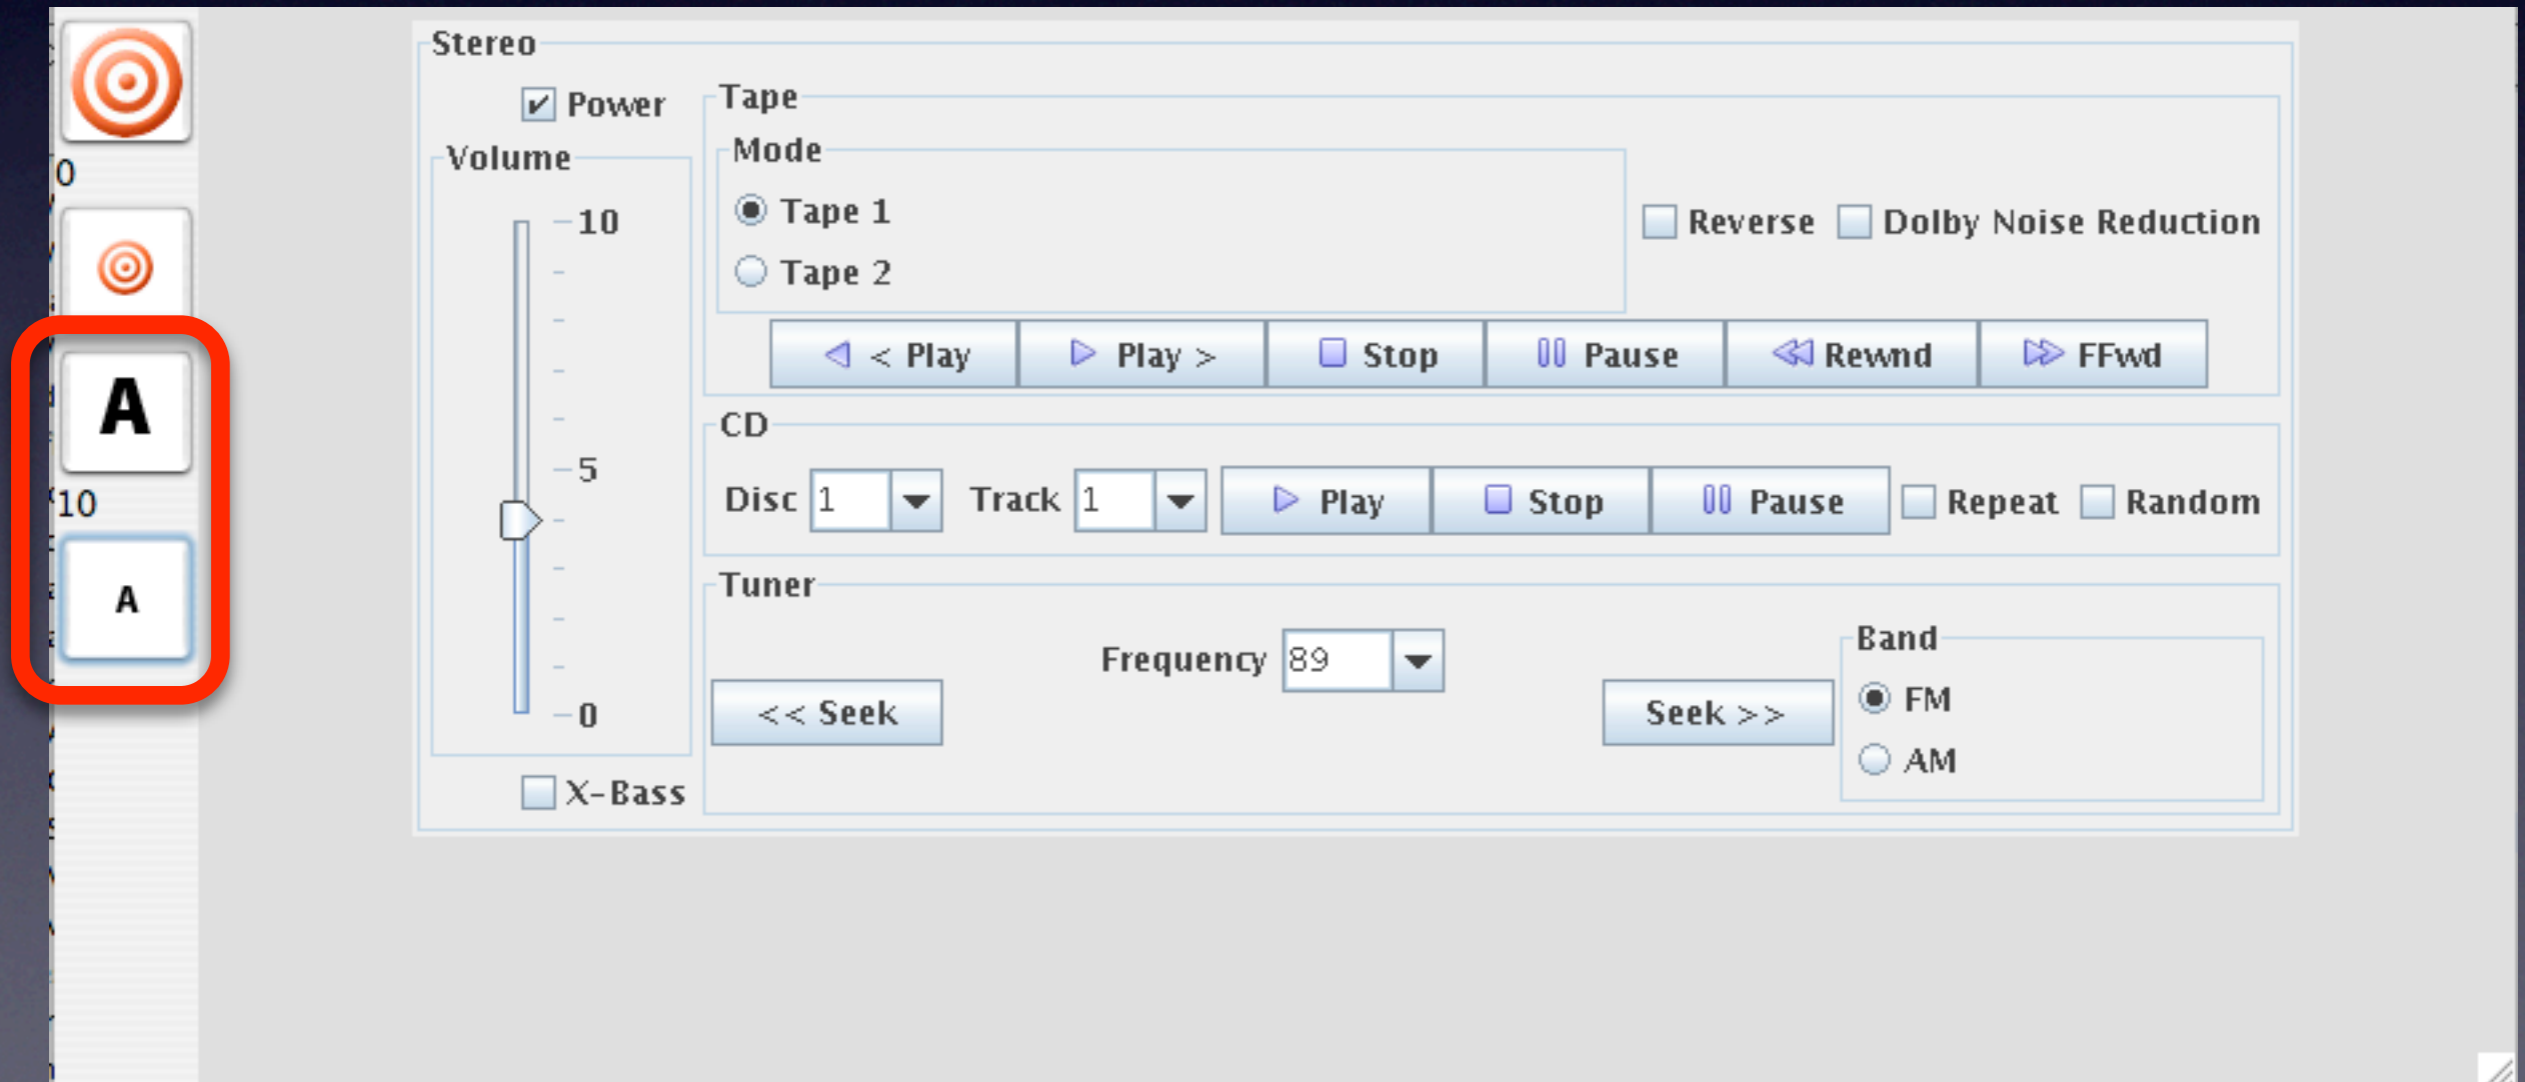 0
A
10
A
Stereo
Power
Volume
10
5
0
X-Bass
Tape
Mode
Tape 1
Tape 2
Reverse Dolby Noise Reduction
< Play Play > Stop Pause Rewnd FFwd
CD
Disc 1 Track 1 Play Stop Pause Repeat Random
Tuner
Frequency 89
<< Seek Seek >>
Band
FM
AM